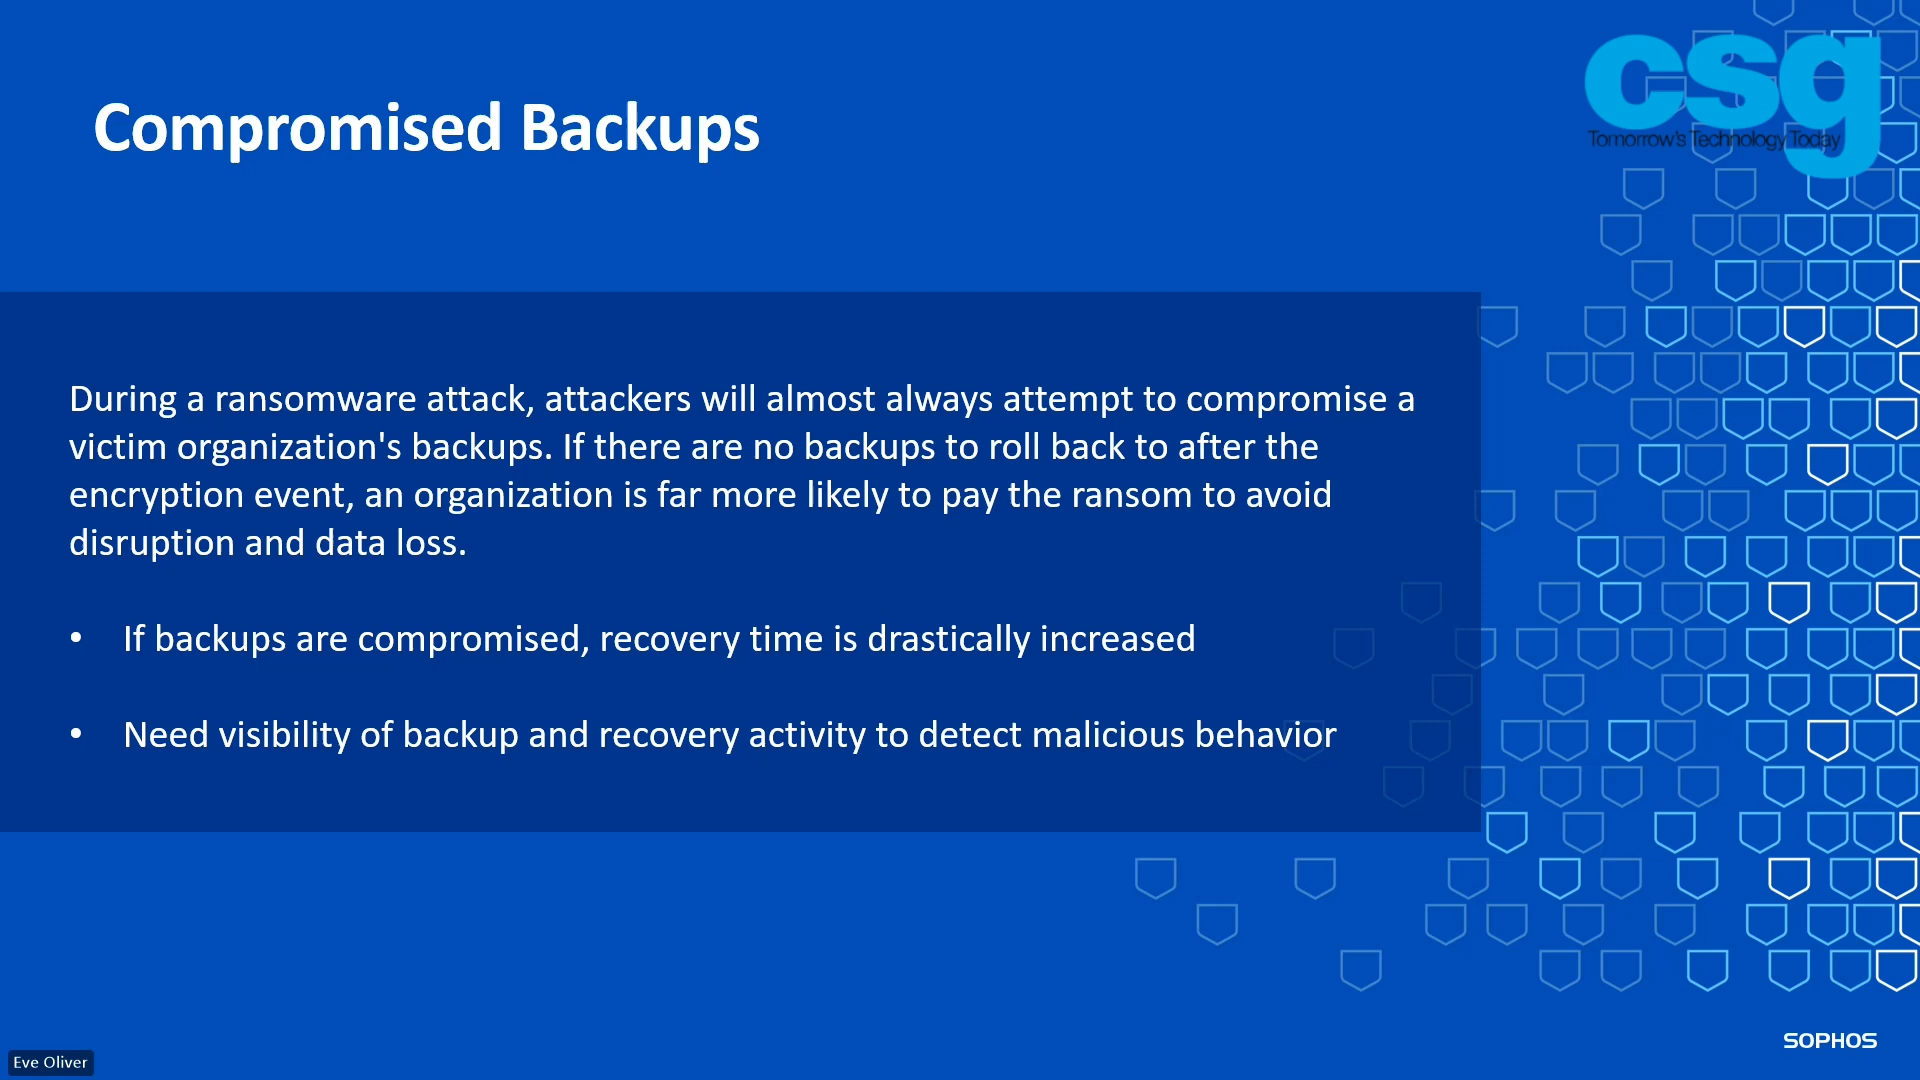 csg
Tomorrow's Technology Today
Compromised Backups
During a ransomware attack, attackers will almost always attempt to compromise a
victim organization's backups. If there are no backups to roll back to after the
encryption event, an organization is far more likely to pay the ransom to avoid
disruption and data loss.
• If backups are compromised, recovery time is drastically increased
• Need visibility of backup and recovery activity to detect malicious behavior
SOPHOS
Eve Oliver